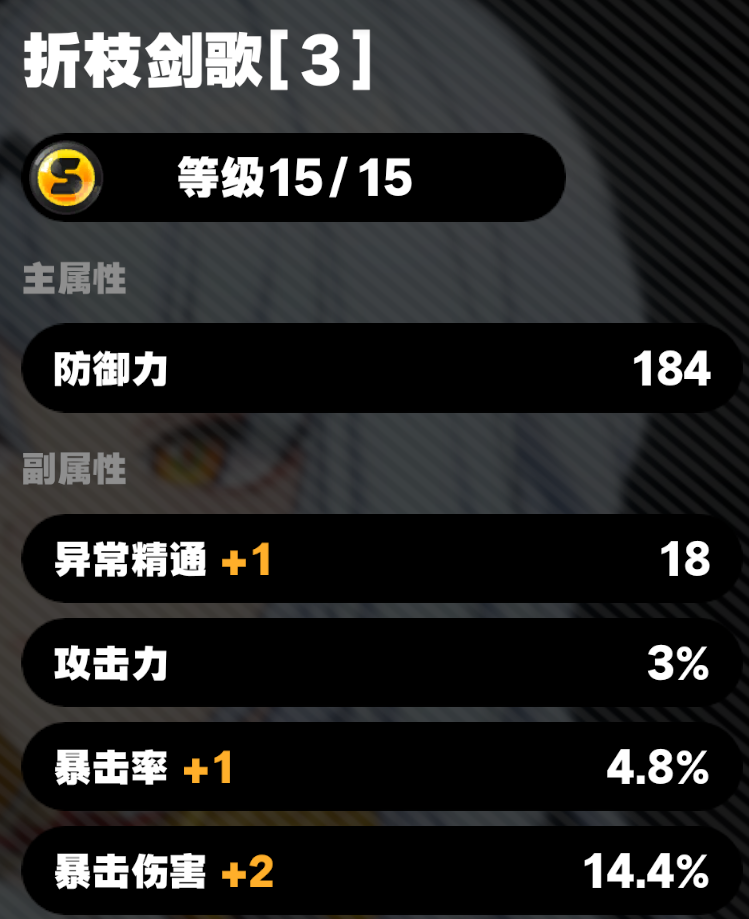 折枝剑歌[3]
S 等级15/15
主属性
防御力 184
副属性
异常精通 +1 18
攻击力 3%
暴击率 +1 4.8%
暴击伤害 +2 14.4%